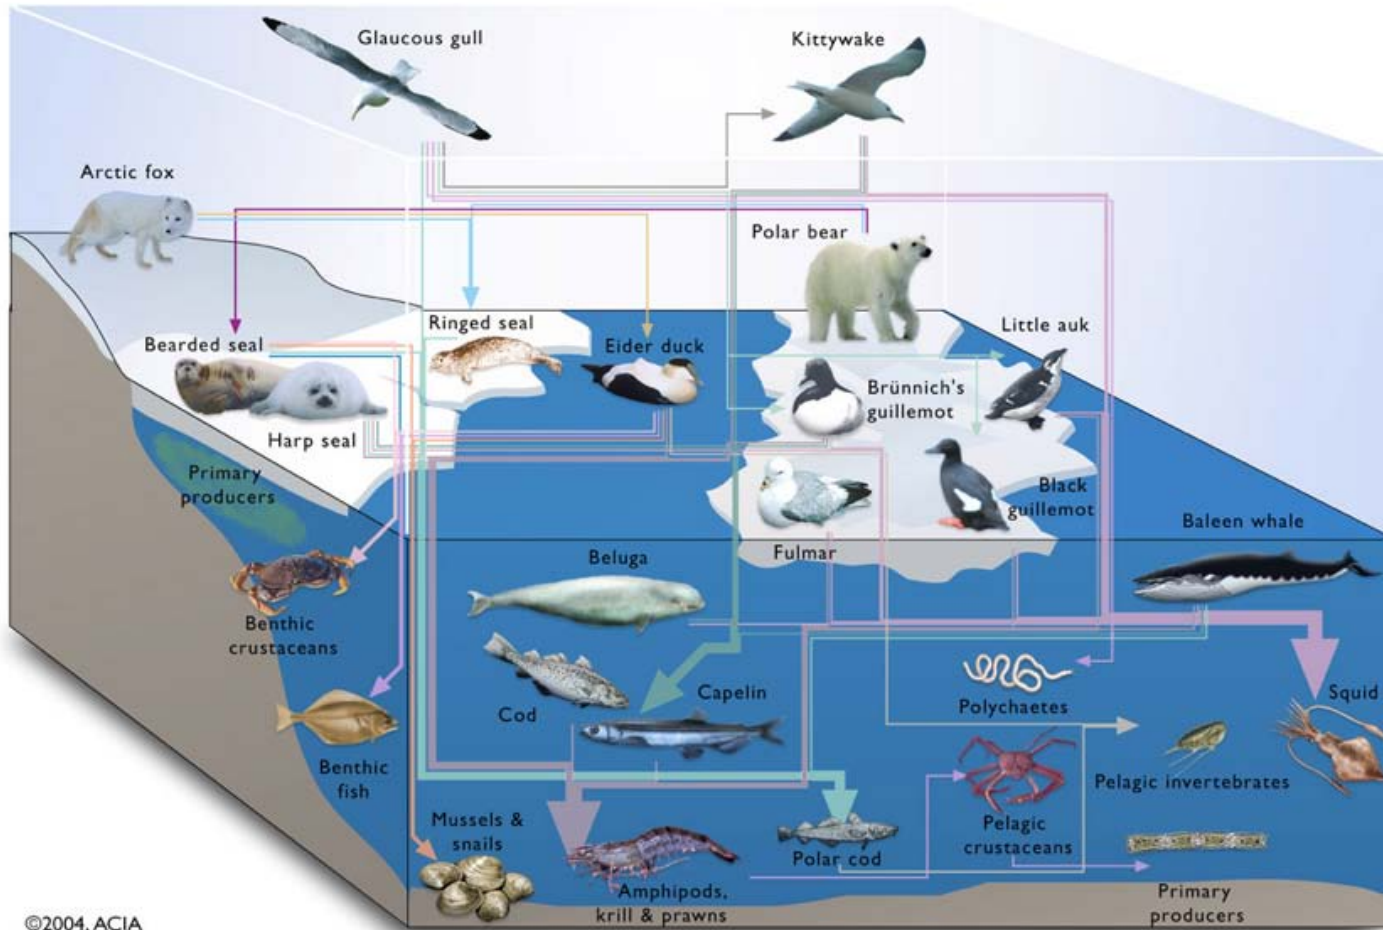 Glaucous gull
Kittywake
Arctic fox
Polar bear
Ringed seal
Little auk
Bearded seal
Eider duck
Brünnich's
guillemot
Harp seal
Primary
producers
Black
guillemot
Baleen whale
Beluga
Fulmar
Benthic
crustaceans
Cod
Capelin
Polychaetes
Squid
Benthic
fish
Pelagic invertebrates
Mussels &
snails
Pelagic
crustaceans
Polar cod
Amphipods,
krill & prawns
Primary
producers
©2004, ACIA